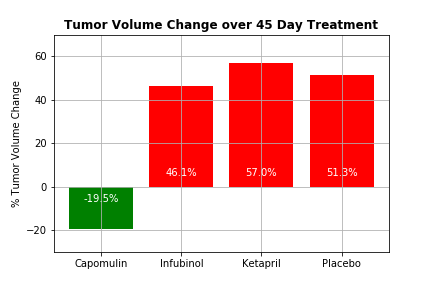 Tumor Volume Change over 45 Day Treatment
% Tumor Volume Change
60
40
20
0
−20
-19.5%
46.1%
57.0%
51.3%
Capomulin
Infubinol
Ketapril
Placebo